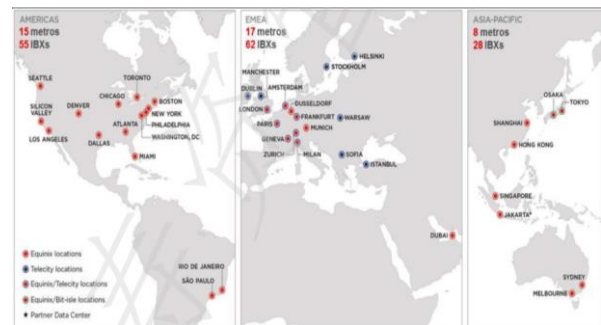 AMERICAS
15 metros
55 IBXs
SEATTLE
TORONTO
CHICAGO
BOSTON
DENVER
NEW YORK
SILICON
VALLEY
PHILADELPHIA
ATLANTA
WASHINGTON, DC
LOS ANGELES
DALLAS
MIAMI
RIO DE JANEIRO
SÃO PAULO
Equinix locations
Telecity locations
Equinix/Telecity locations
Equinix/Bit-isle locations
* Partner Data Center
EMEA
17 metros
62 IBXs
HELSINKI
STOCKHOLM
MANCHESTER
AMSTERDAM
DUBLIN
DUSSELDORF
LONDON
FRANKFURT
WARSAW
PARIS
MUNICH
GENEVA
ZURICH
MILAN
SOFIA
ISTANBUL
DUBAI
ASIA-PACIFIC
8 metros
28 IBXs
OSAKA
TOKYO
SHANGHAI
HONG KONG
SINGAPORE
JAKARTA*
SYDNEY
MELBOURNE